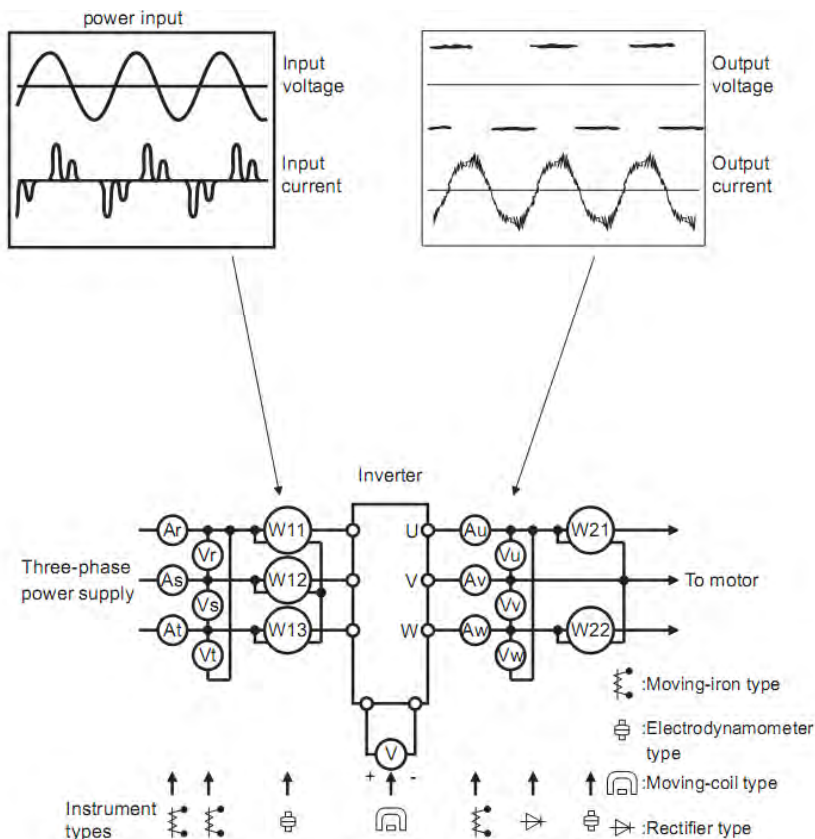 power input
Input
voltage
Input
current
Output
voltage
Output
current
Inverter
Three-phase
power supply
Ar
As
At
Vr
Vs
Vt
W11
W12
W13
U
V
W
Au
Av
Aw
Vu
Vv
Vw
W21
W22
To motor
V
+ -
Instrument
types
:Moving-iron type
:Electrodynamometer
type
:Moving-coil type
:Rectifier type